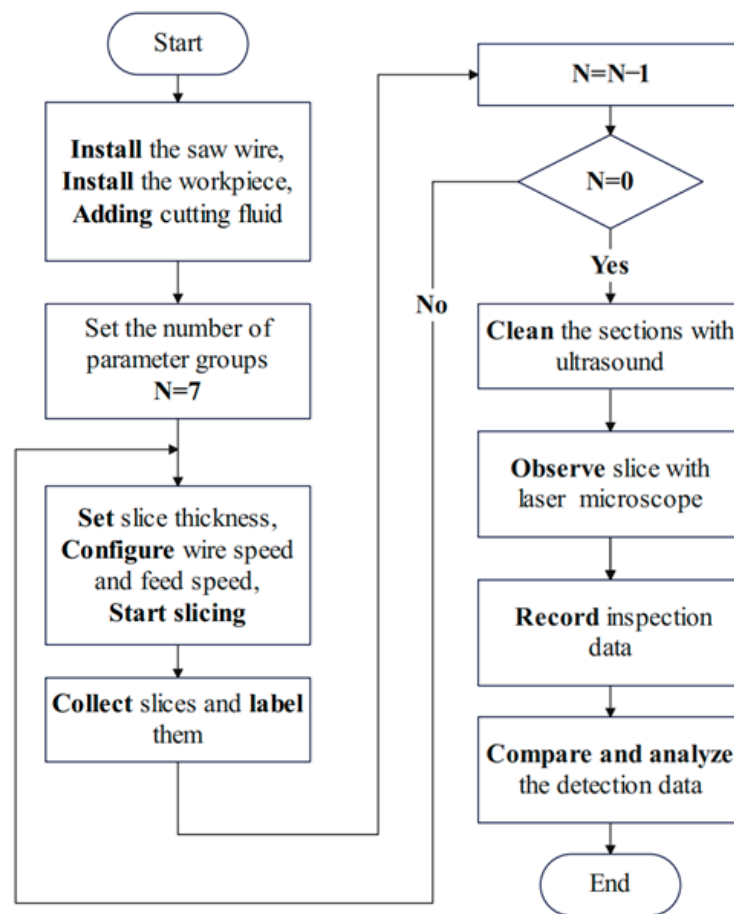 Start
Install the saw wire,
Install the workpiece,
Adding cutting fluid
Set the number of
parameter groups
N=7
Set slice thickness,
Configure wire speed
and feed speed,
Start slicing
Collect slices and label
them
N=N−1
N=0
Yes
No
Clean the sections with
ultrasound
Observe slice with
laser microscope
Record inspection
data
Compare and analyze
the detection data
End